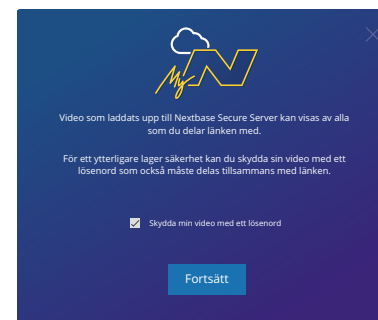 My N
Video som laddats upp till Nextbase Secure Server kan visas av alla
som du delar länken med.
För ett ytterligare lager säkerhet kan du skydda sin video med ett
lösenord som också måste delas tillsammans med länken.
Skydda min video med ett lösenord
Fortsätt